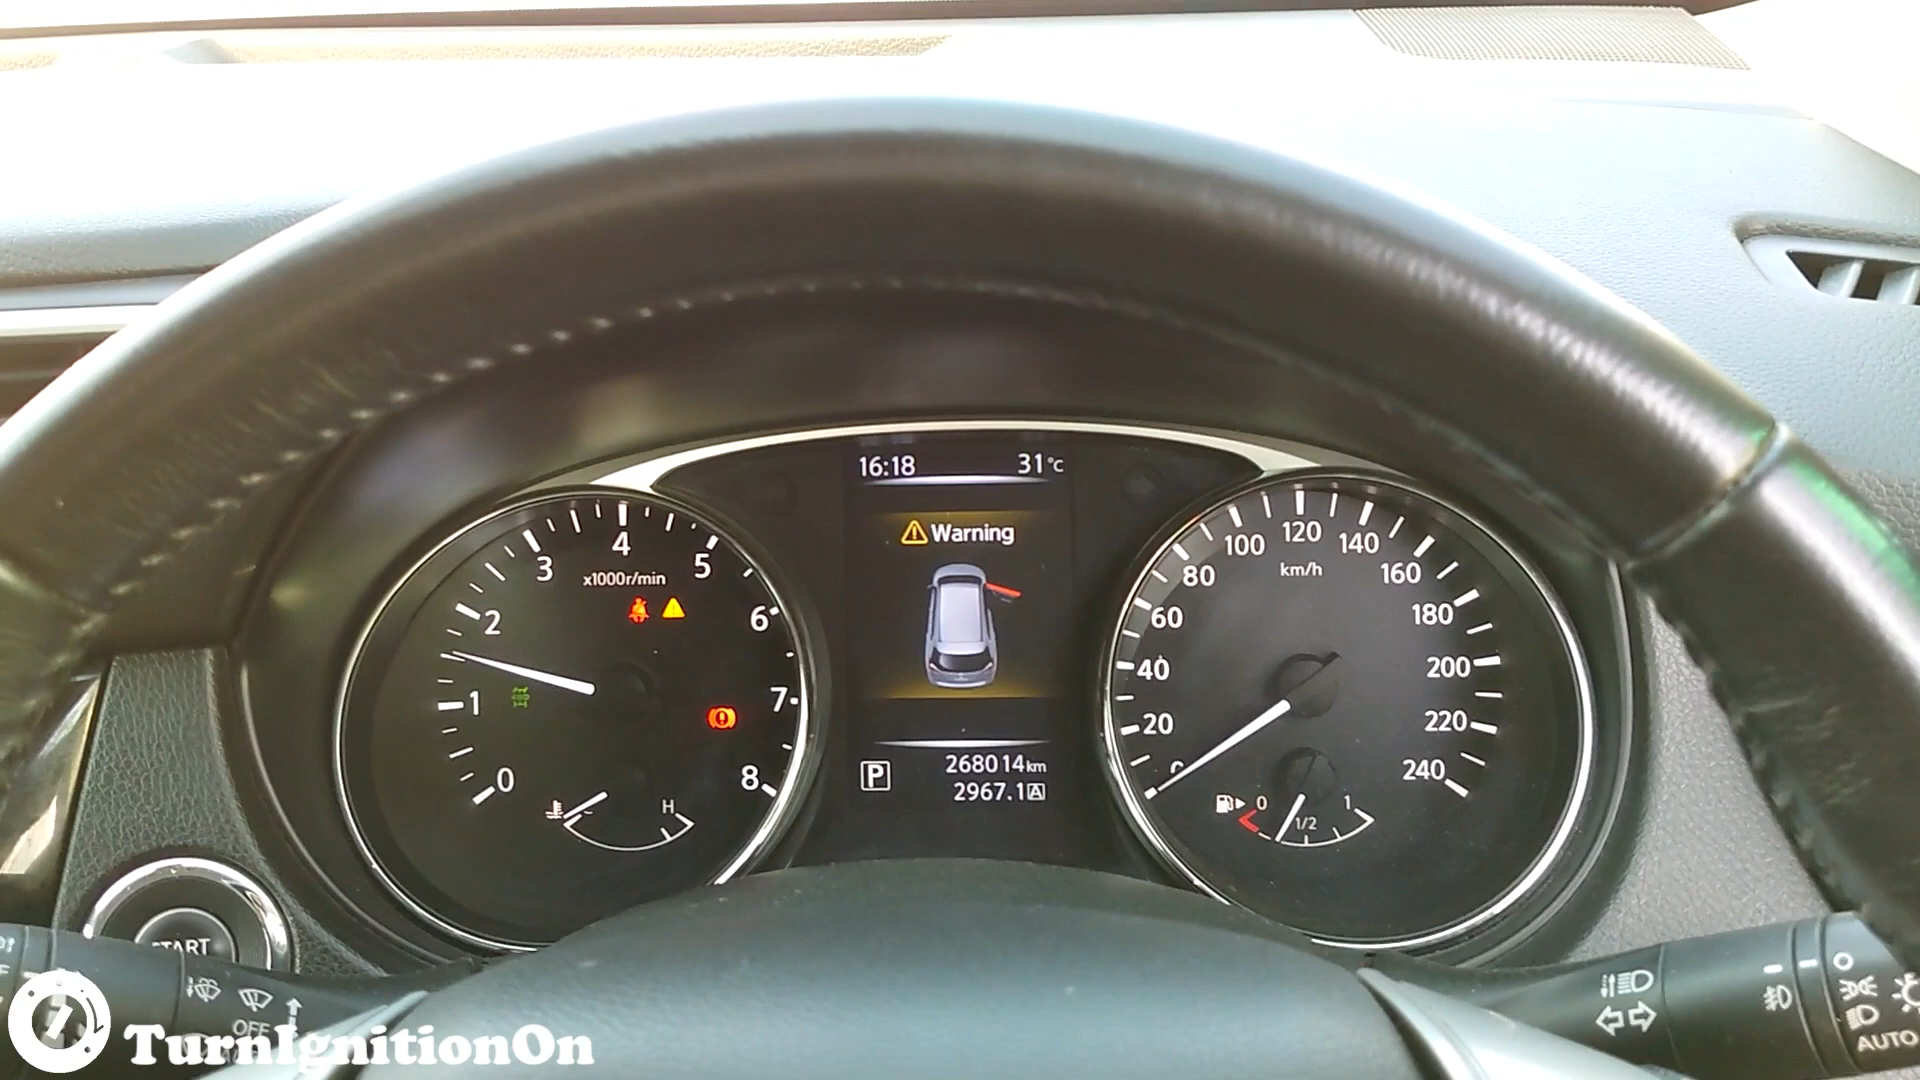 16:18 31°C
Warning
x1000r/min
0
1
2
3
4
5
6
7
8
H
4WD
km/h
0
20
40
60
80
100
120
140
160
180
200
220
240
P
268014km
2967.1A
0
1/2
1
START
OFF
AUTO
TurnIgnitionOn